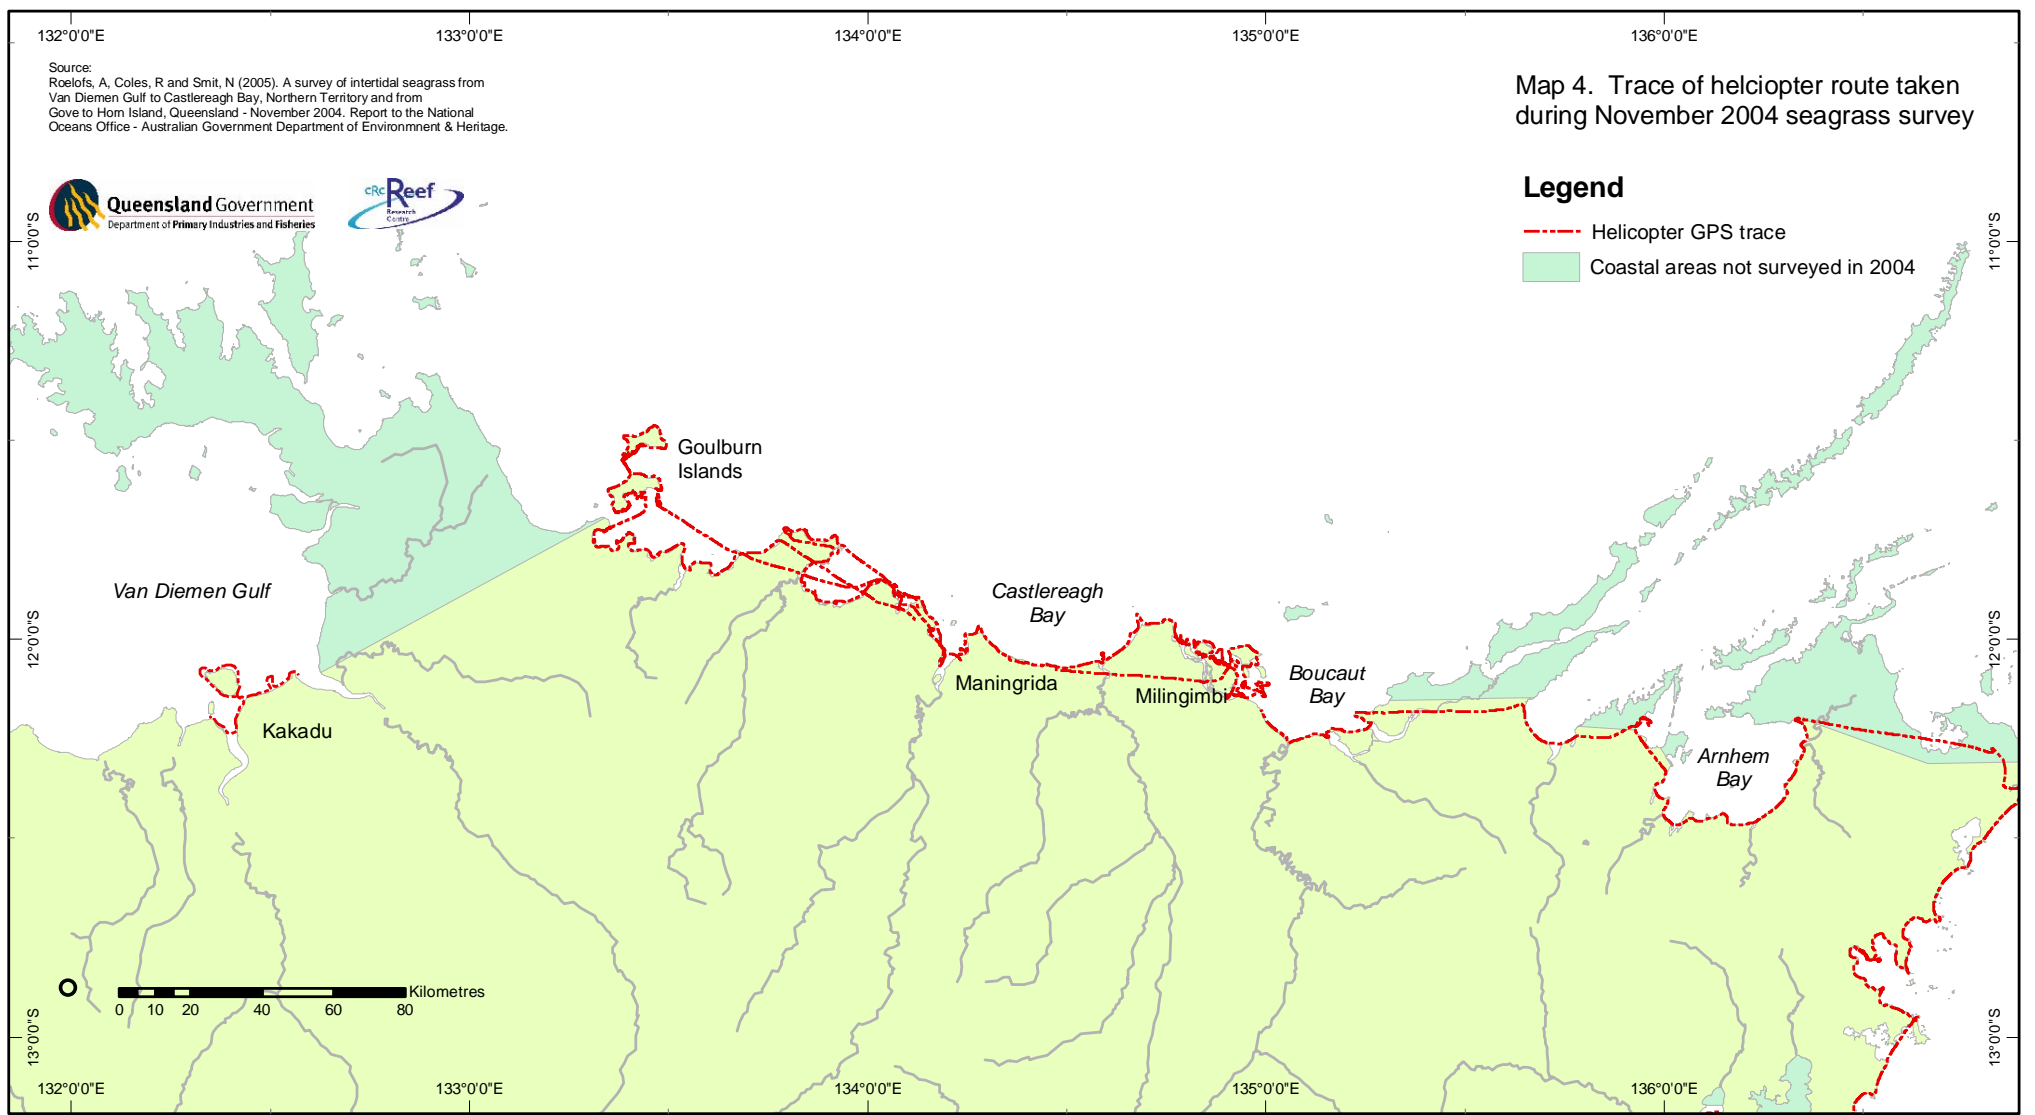 132°0'0"E
133°0'0"E
134°0'0"E
135°0'0"E
136°0'0"E
Source:
Roelofs, A, Coles, R and Smit, N (2005). A survey of intertidal seagrass from
Van Diemen Gulf to Castlereagh Bay, Northern Territory and from
Gove to Horn Island, Queensland - November 2004. Report to the National
Oceans Office - Australian Government Department of Environmnent & Heritage.
Map 4. Trace of helciopter route taken
during November 2004 seagrass survey
Queensland Government
Department of Primary Industries and Fisheries
CRC Reef
Research
Centre
Legend
Helicopter GPS trace
Coastal areas not surveyed in 2004
11°0'0"S
11°0'0"S
Goulburn
Islands
Van Diemen Gulf
Castlereagh
Bay
12°0'0"S
12°0'0"S
Maningrida
Milingimbi
Boucaut
Bay
Kakadu
Arnhem
Bay
Kilometres
0 10 20 40 60 80
13°0'0"S
13°0'0"S
132°0'0"E
133°0'0"E
134°0'0"E
135°0'0"E
136°0'0"E